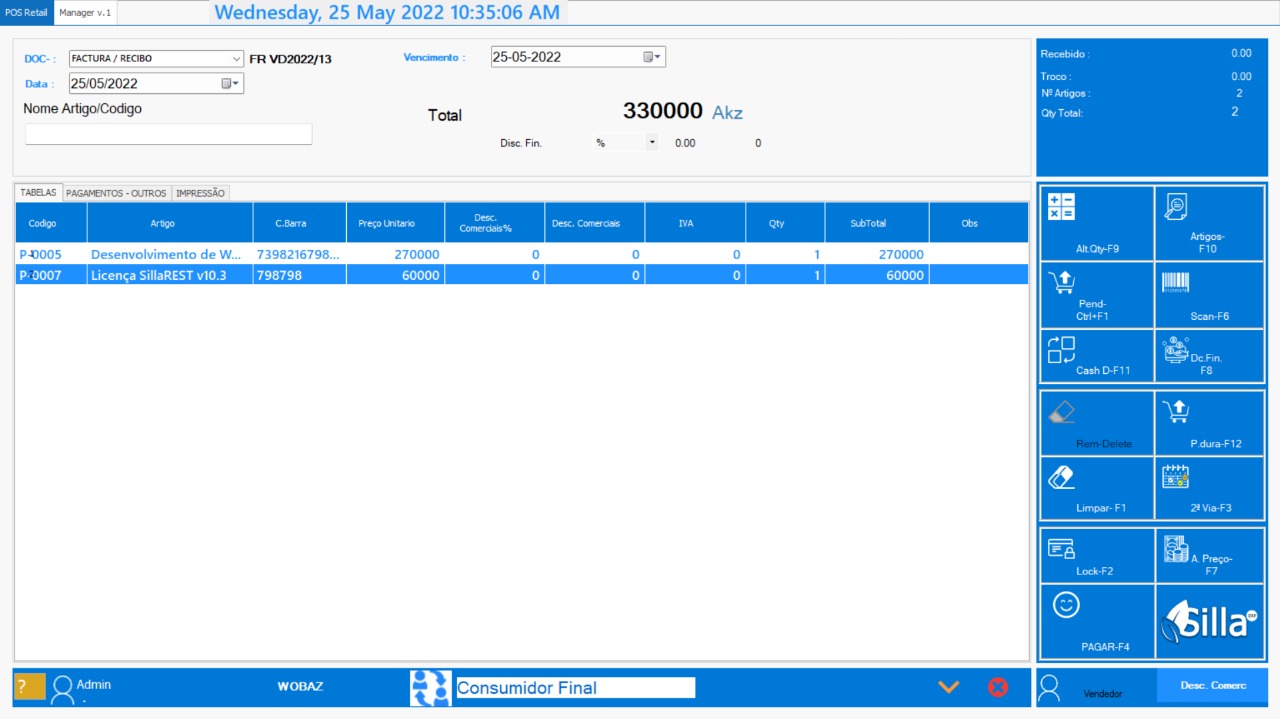 POS Retail
Manager v.1
Wednesday, 25 May 2022 10:35:06 AM
DOC- :
FACTURA / RECIBO
FR VD2022/13
Vencimento :
25-05-2022
Data :
25/05/2022
Nome Artigo/Codigo
Total
330000 Akz
Disc. Fin.
%
0.00
0
Recebido :
0.00
Troco :
0.00
Nº Artigos :
2
Qty Total:
2
TABELAS
PAGAMENTOS - OUTROS
IMPRESSÃO
Codigo
Artigo
C.Barra
Preço Unitario
Desc. Comerciais%
Desc. Comerciais
IVA
Qty
SubTotal
Obs
P-0005 Desenvolvimento de W... 7398216798... 270000 0 0 0 1 270000
P-0007 Licença SillaREST v10.3 798798 60000 0 0 0 1 60000
Alt.Qty-F9
Artigos-
F10
Pend-
Ctrl+F1
Scan-F6
Cash D-F11
Dc.Fin.
F8
Rem-Delete
P.dura-F12
Limpar- F1
2ª Via-F3
Lock-F2
A. Preço-
F7
PAGAR-F4
Silla
?
Admin
.
WOBAZ
Consumidor Final
Vendedor
Desc. Comerc